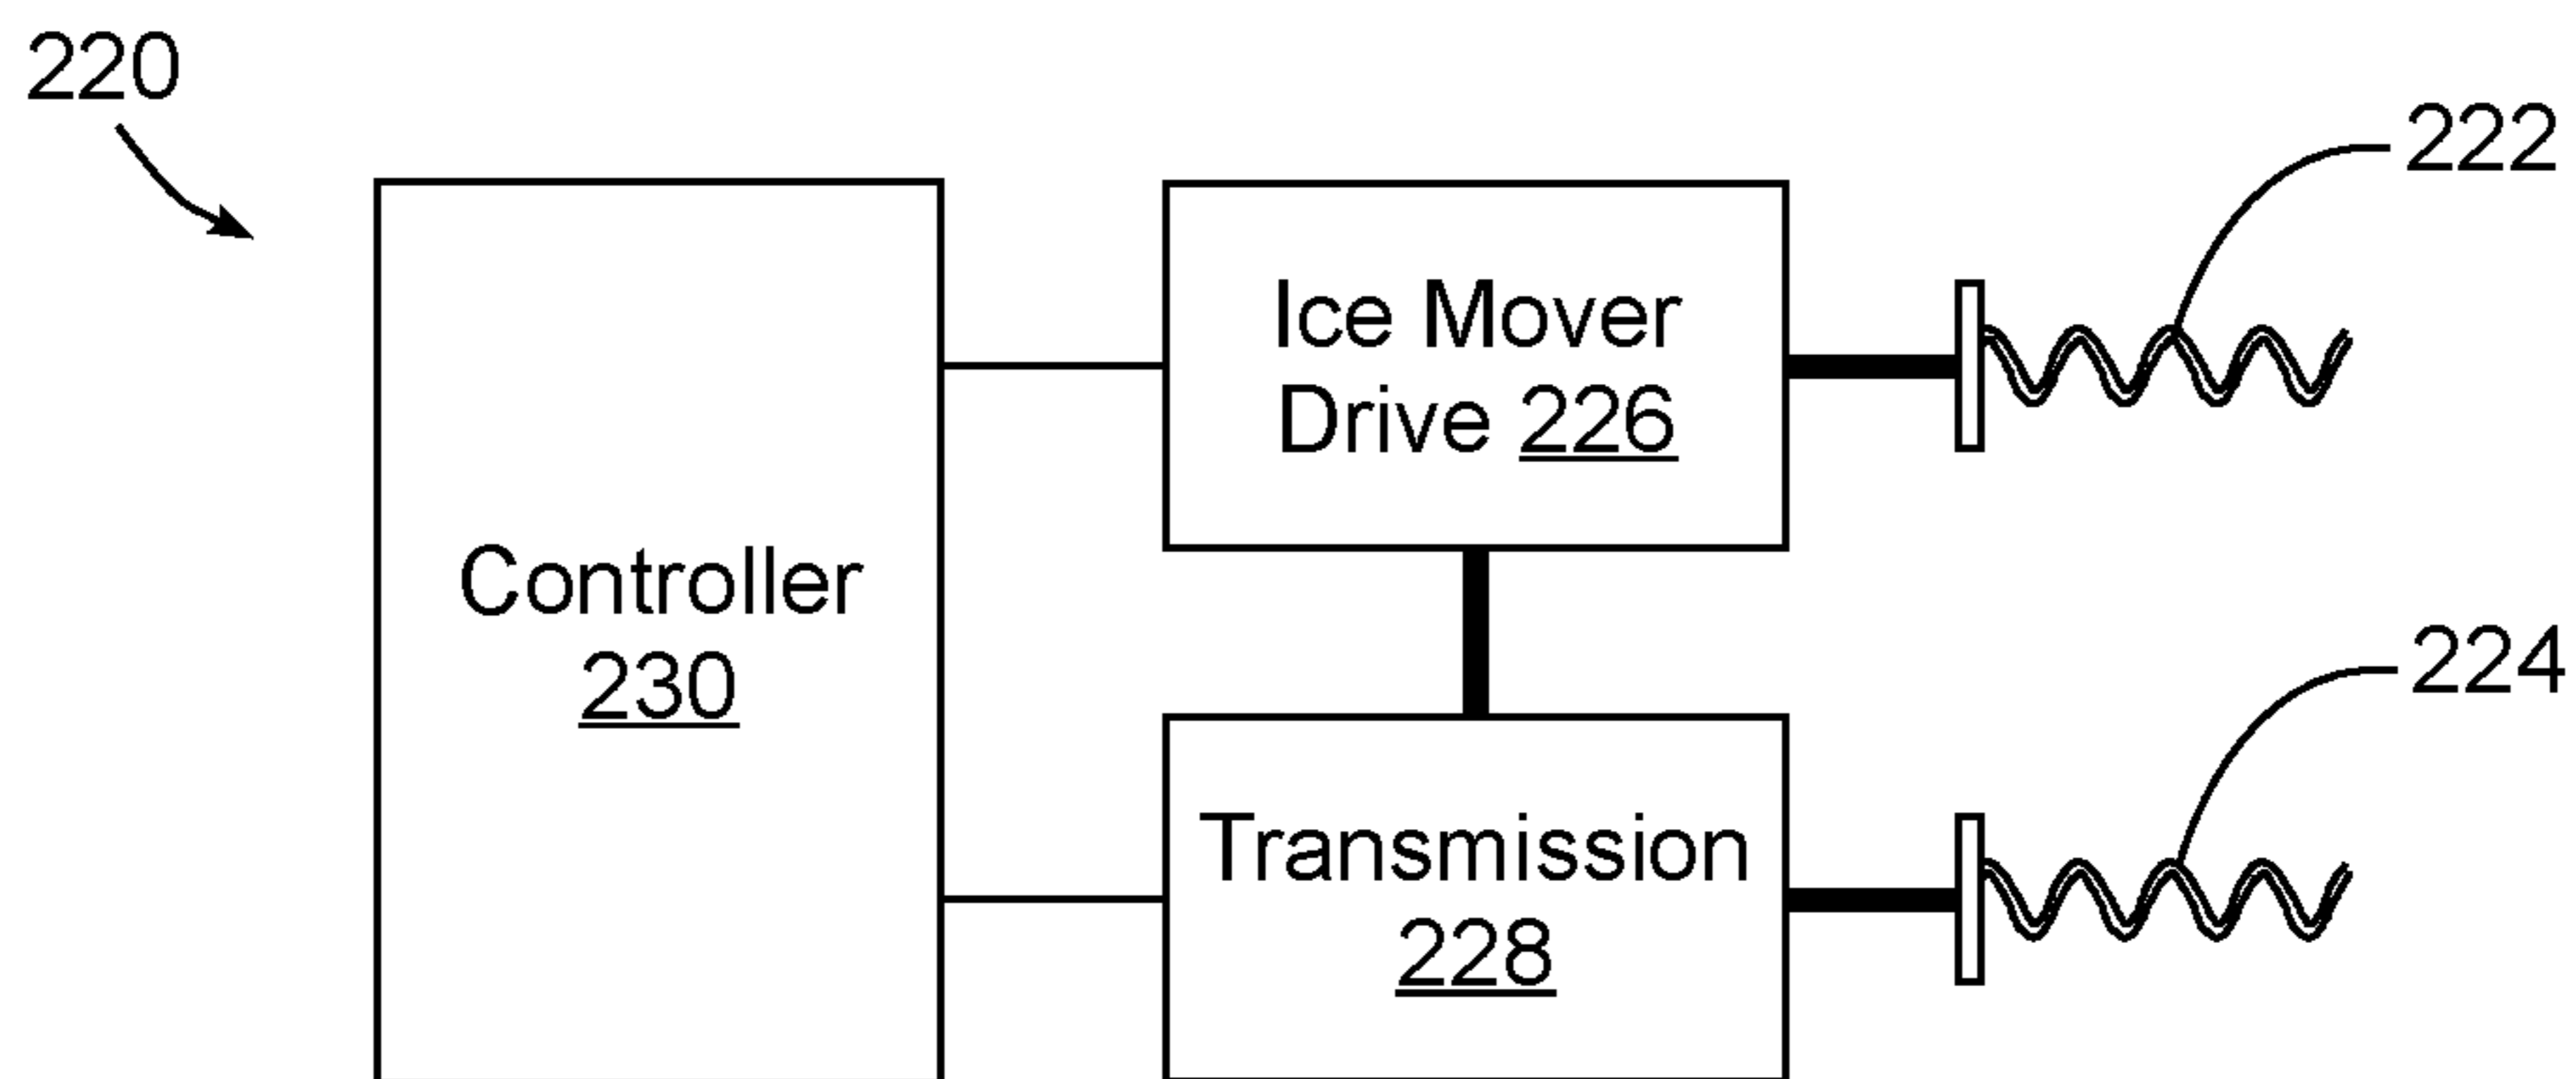 220
222
Ice Mover
Drive 226
Controller
230
224
Transmission
228